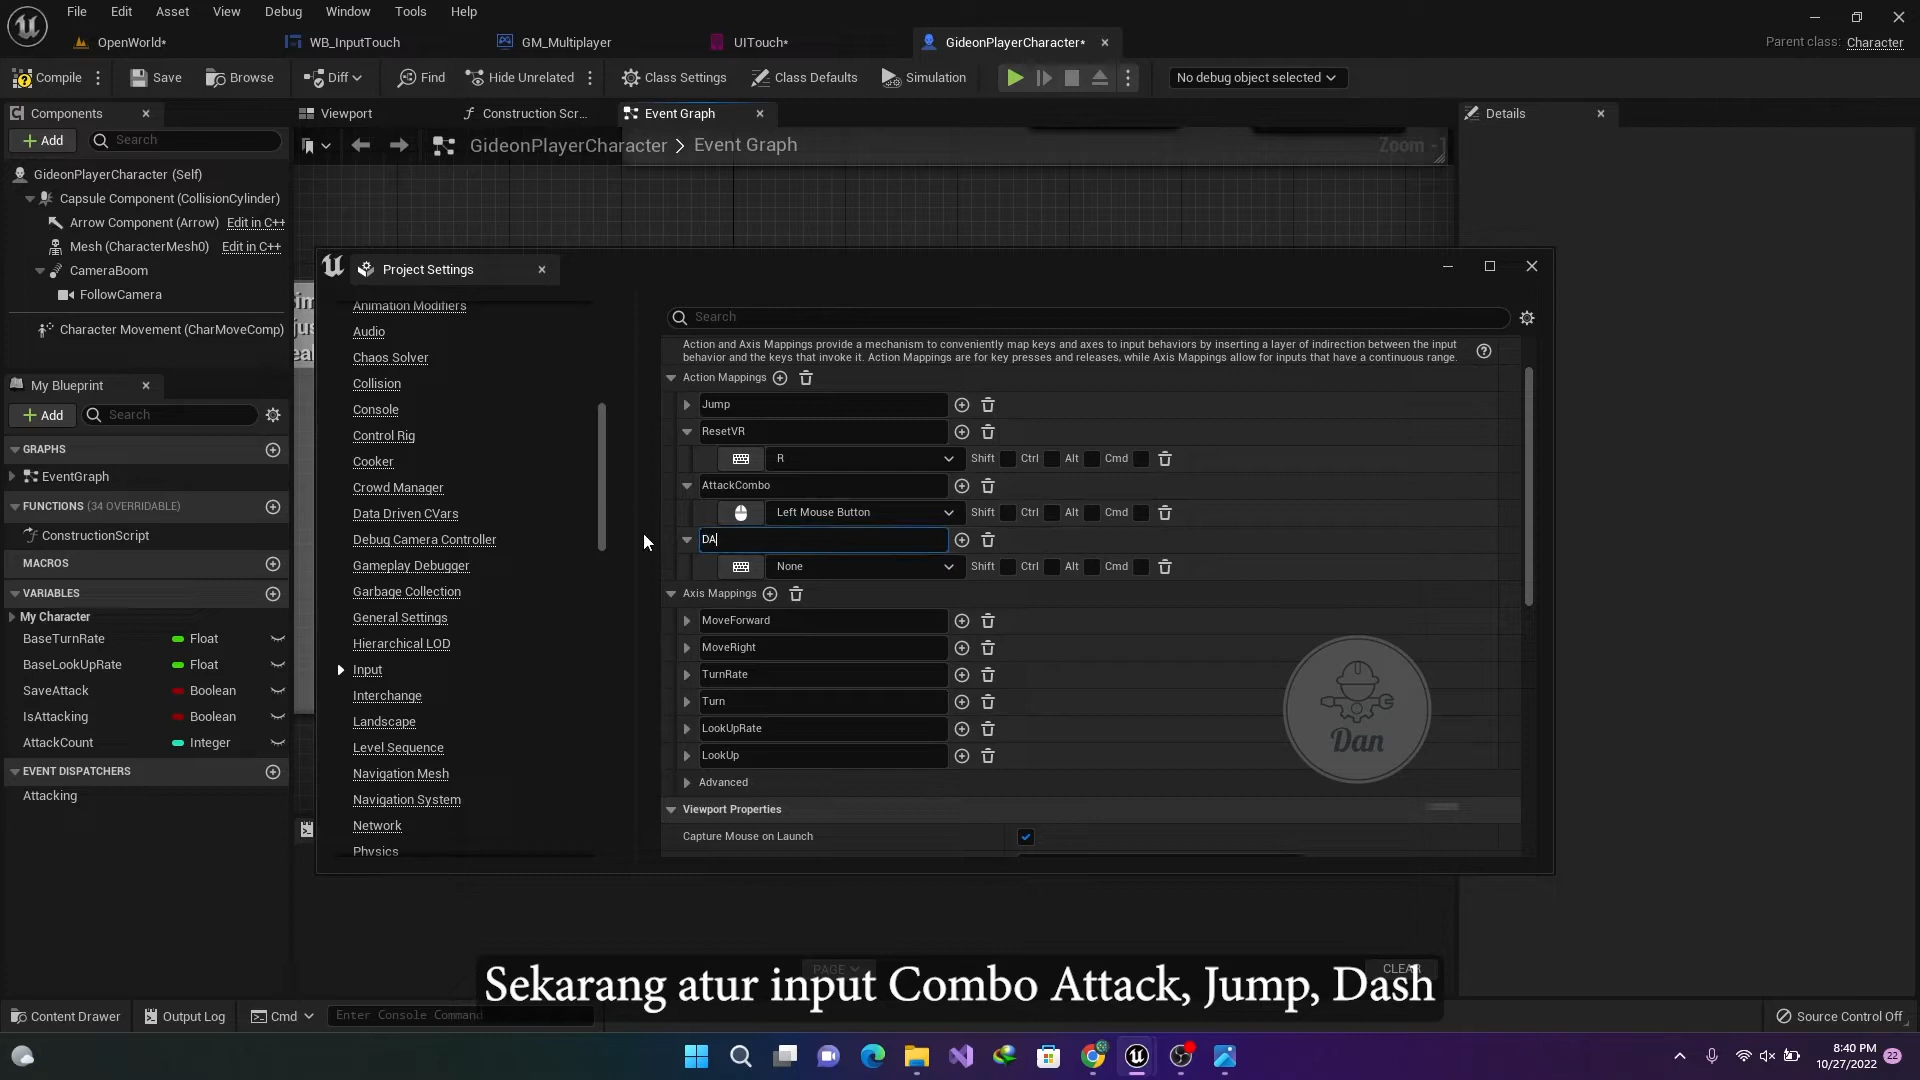 File Edit Asset View Debug Window Tools Help
OpenWorld* WB_InputTouch GM_Multiplayer UITouch* GideonPlayerCharacter* Parent class: Character
Compile Save Browse Diff Find Hide Unrelated Class Settings Class Defaults Simulation No debug object selected
Components Viewport Construction Scr... Event Graph Details
Add Search
GideonPlayerCharacter > Event Graph Zoom -
GideonPlayerCharacter (Self)
Capsule Component (CollisionCylinder)
Arrow Component (Arrow) Edit in C++
Mesh (CharacterMesh0) Edit in C++
CameraBoom
FollowCamera
Character Movement (CharMoveComp)
My Blueprint
Add Search
GRAPHS
EventGraph
FUNCTIONS (34 OVERRIDABLE)
ConstructionScript
MACROS
VARIABLES
My Character
BaseTurnRate Float
BaseLookUpRate Float
SaveAttack Boolean
IsAttacking Boolean
AttackCount Integer
EVENT DISPATCHERS
Attacking
Project Settings
Animation Modifiers
Audio
Chaos Solver
Collision
Console
Control Rig
Cooker
Crowd Manager
Data Driven CVars
Debug Camera Controller
Gameplay Debugger
Garbage Collection
General Settings
Hierarchical LOD
Input
Interchange
Landscape
Level Sequence
Navigation Mesh
Navigation System
Network
Physics
Search
Action and Axis Mappings provide a mechanism to conveniently map keys and axes to input behaviors by inserting a layer of indirection between the input
behavior and the keys that invoke it. Action Mappings are for key presses and releases, while Axis Mappings allow for inputs that have a continuous range.
Action Mappings
Jump
ResetVR
R Shift Ctrl Alt Cmd
AttackCombo
Left Mouse Button Shift Ctrl Alt Cmd
DA
None Shift Ctrl Alt Cmd
Axis Mappings
MoveForward
MoveRight
TurnRate
Turn
LookUpRate
LookUp
Advanced
Viewport Properties
Capture Mouse on Launch
Dan
PAGE CLEAR
Sekarang atur input Combo Attack, Jump, Dash
Content Drawer Output Log Cmd Enter Console Command Source Control Off
8:40 PM
10/27/2022 22